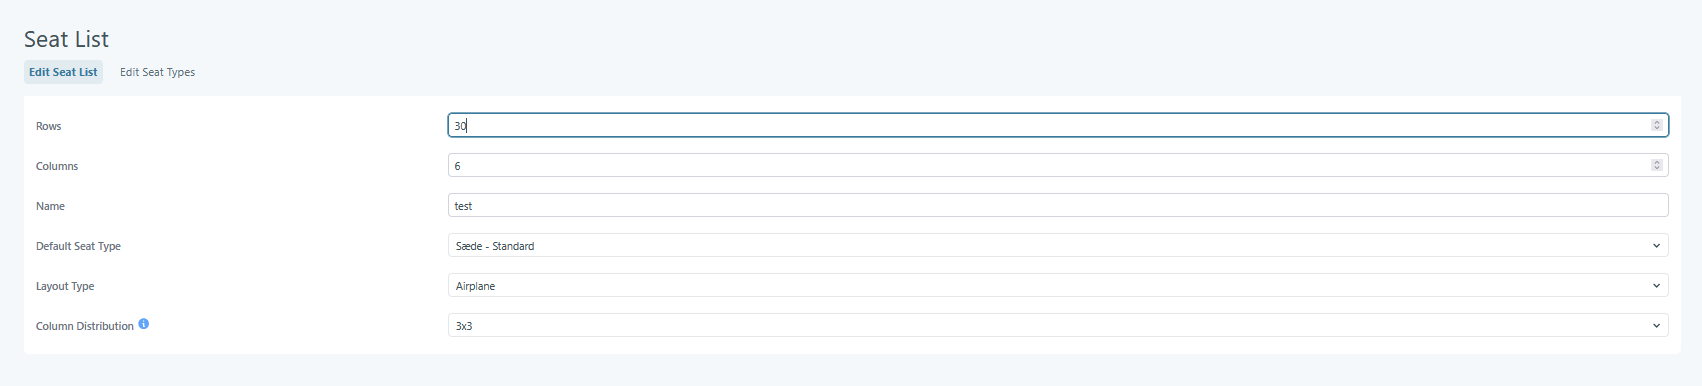 Seat List
Edit Seat List Edit Seat Types
Rows 30
Columns 6
Name test
Default Seat Type Sæde - Standard
Layout Type Airplane
Column Distribution 3x3